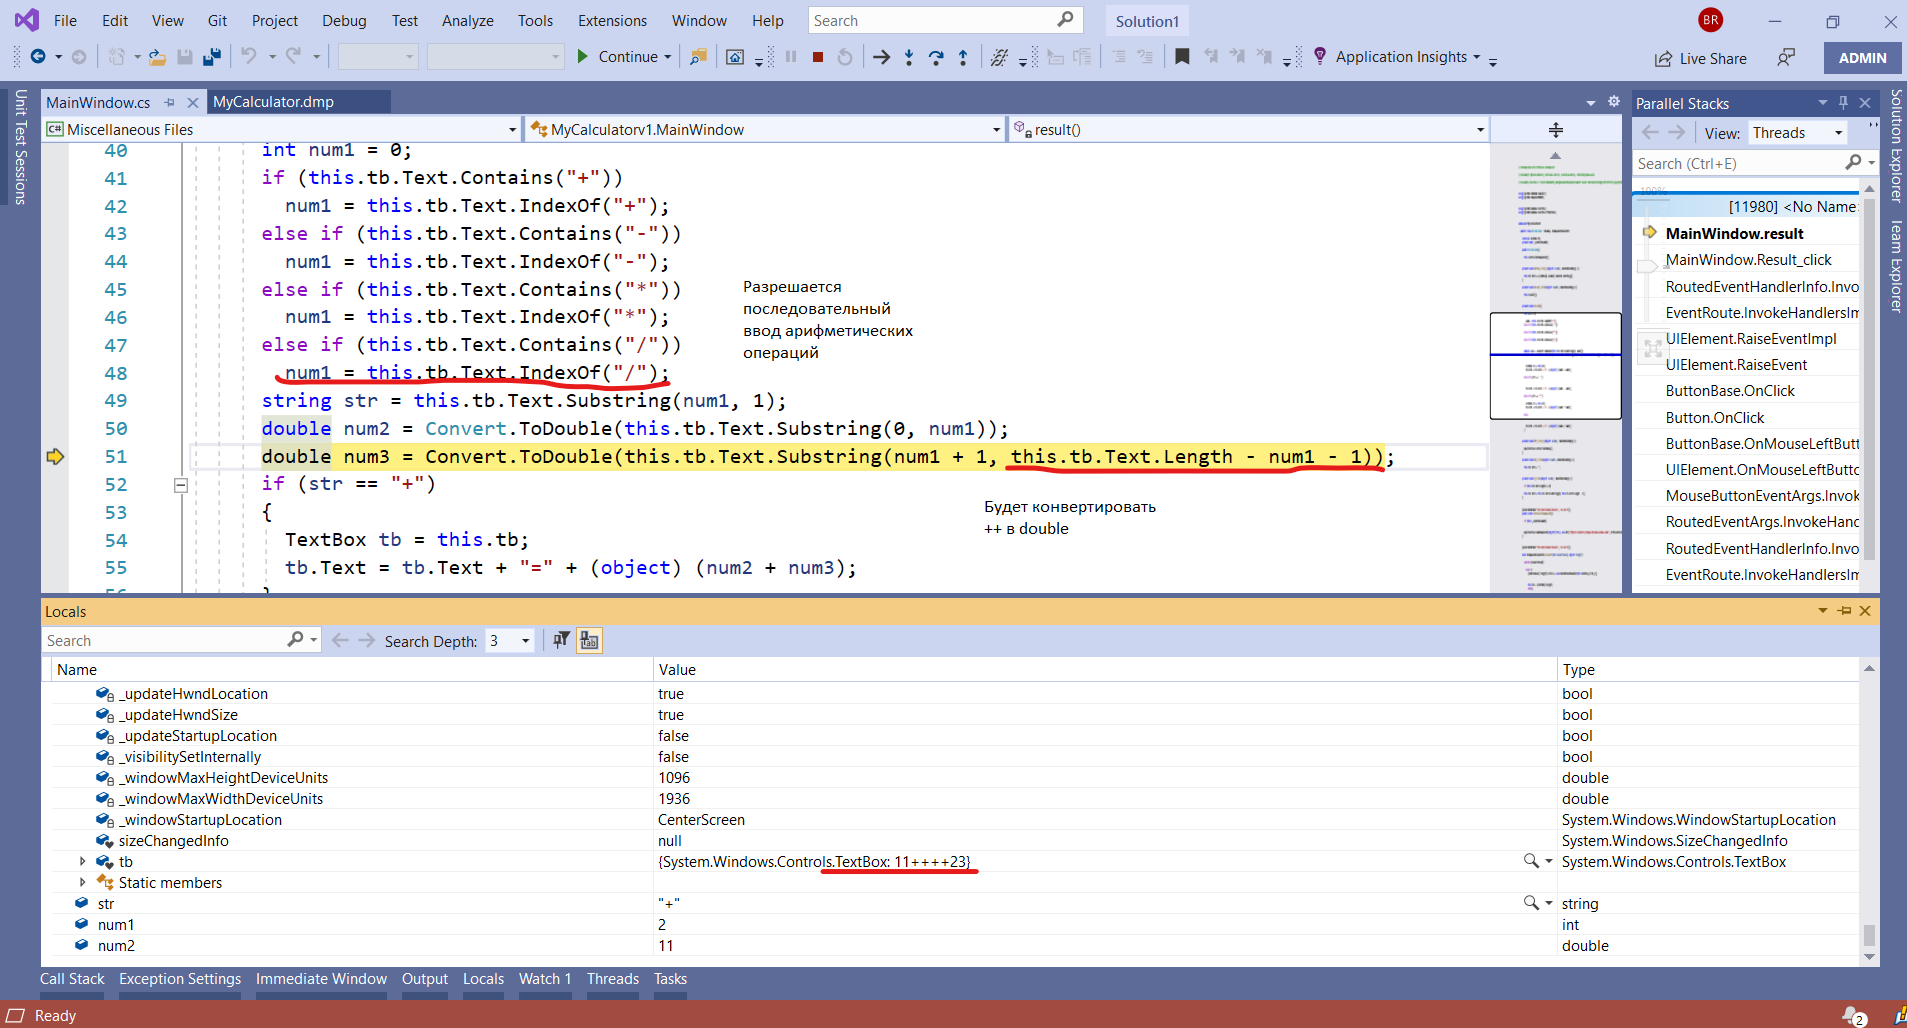 File Edit View Git Project Debug Test Analyze Tools Extensions Window Help Search Solution1 BR
Continue Application Insights Live Share ADMIN
Unit Test Sessions
MainWindow.cs MyCalculator.dmp
Miscellaneous Files MyCalculatorv1.MainWindow result()
40 int num1 = 0;
41 if (this.tb.Text.Contains("+"))
42 num1 = this.tb.Text.IndexOf("+");
43 else if (this.tb.Text.Contains("-"))
44 num1 = this.tb.Text.IndexOf("-");
45 else if (this.tb.Text.Contains("*"))
46 num1 = this.tb.Text.IndexOf("*");
47 else if (this.tb.Text.Contains("/"))
48 num1 = this.tb.Text.IndexOf("/");
49 string str = this.tb.Text.Substring(num1, 1);
50 double num2 = Convert.ToDouble(this.tb.Text.Substring(0, num1));
51 double num3 = Convert.ToDouble(this.tb.Text.Substring(num1 + 1, this.tb.Text.Length - num1 - 1));
52 if (str == "+")
53 {
54 TextBox tb = this.tb;
55 tb.Text = tb.Text + "=" + (object) (num2 + num3);
56
Разрешается
последовательный
ввод арифметических
операций
Будет конвертировать
++ в double
Parallel Stacks
View: Threads
Search (Ctrl+E)
100%
[11980] <No Name>
MainWindow.result
MainWindow.Result_click
RoutedEventHandlerInfo.Invo
EventRoute.InvokeHandlersIm
UIElement.RaiseEventImpl
UIElement.RaiseEvent
ButtonBase.OnClick
Button.OnClick
ButtonBase.OnMouseLeftButt
UIElement.OnMouseLeftButto
MouseButtonEventArgs.Invok
RoutedEventArgs.InvokeHanc
RoutedEventHandlerInfo.Invo
EventRoute.InvokeHandlersIm
Solution Explorer
Team Explorer
Locals
Search Search Depth: 3
Name Value Type
_updateHwndLocation true bool
_updateHwndSize true bool
_updateStartupLocation false bool
_visibilitySetInternally false bool
_windowMaxHeightDeviceUnits 1096 double
_windowMaxWidthDeviceUnits 1936 double
_windowStartupLocation CenterScreen System.Windows.WindowStartupLocation
sizeChangedInfo null System.Windows.SizeChangedInfo
tb {System.Windows.Controls.TextBox: 11++++23} System.Windows.Controls.TextBox
Static members
str "+" string
num1 2 int
num2 11 double
Call Stack Exception Settings Immediate Window Output Locals Watch 1 Threads Tasks
Ready 2